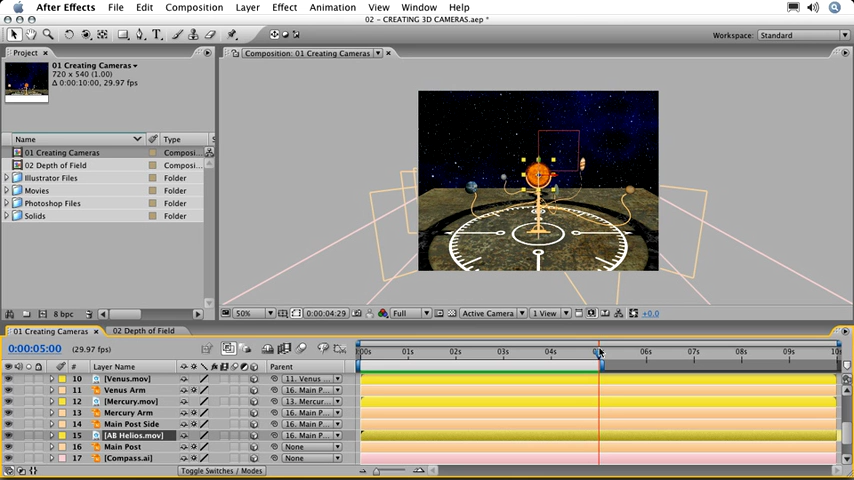 After Effects File Edit Composition Layer Effect Animation View Window Help
02 - CREATING 3D CAMERAS.aep *
Workspace: Standard
Project ×
Composition: 01 Creating Cameras
01 Creating Cameras
720 x 540 (1.00)
Δ 0:00:10:00, 29.97 fps
Name Type
01 Creating Cameras Composi...
02 Depth of Field Composi...
Illustrator Files Folder
Movies Folder
Photoshop Files Folder
Solids Folder
8 bpc
50% 0:00:04:29 Full Active Camera 1 View +0.0
01 Creating Cameras × 02 Depth of Field
0:00:05:00 (29.97 fps)
:00s 01s 02s 03s 04s 06s 07s 08s 09s 10
# Layer Name Parent
10 [Venus.mov] 11. Venus ...
11 Venus Arm 16. Main P...
12 [Mercury.mov] 13. Mercur...
13 Mercury Arm 16. Main P...
14 Main Post Side 16. Main P...
15 [AB Helios.mov] 16. Main P...
16 Main Post None
17 [Compass.ai] None
Toggle Switches / Modes